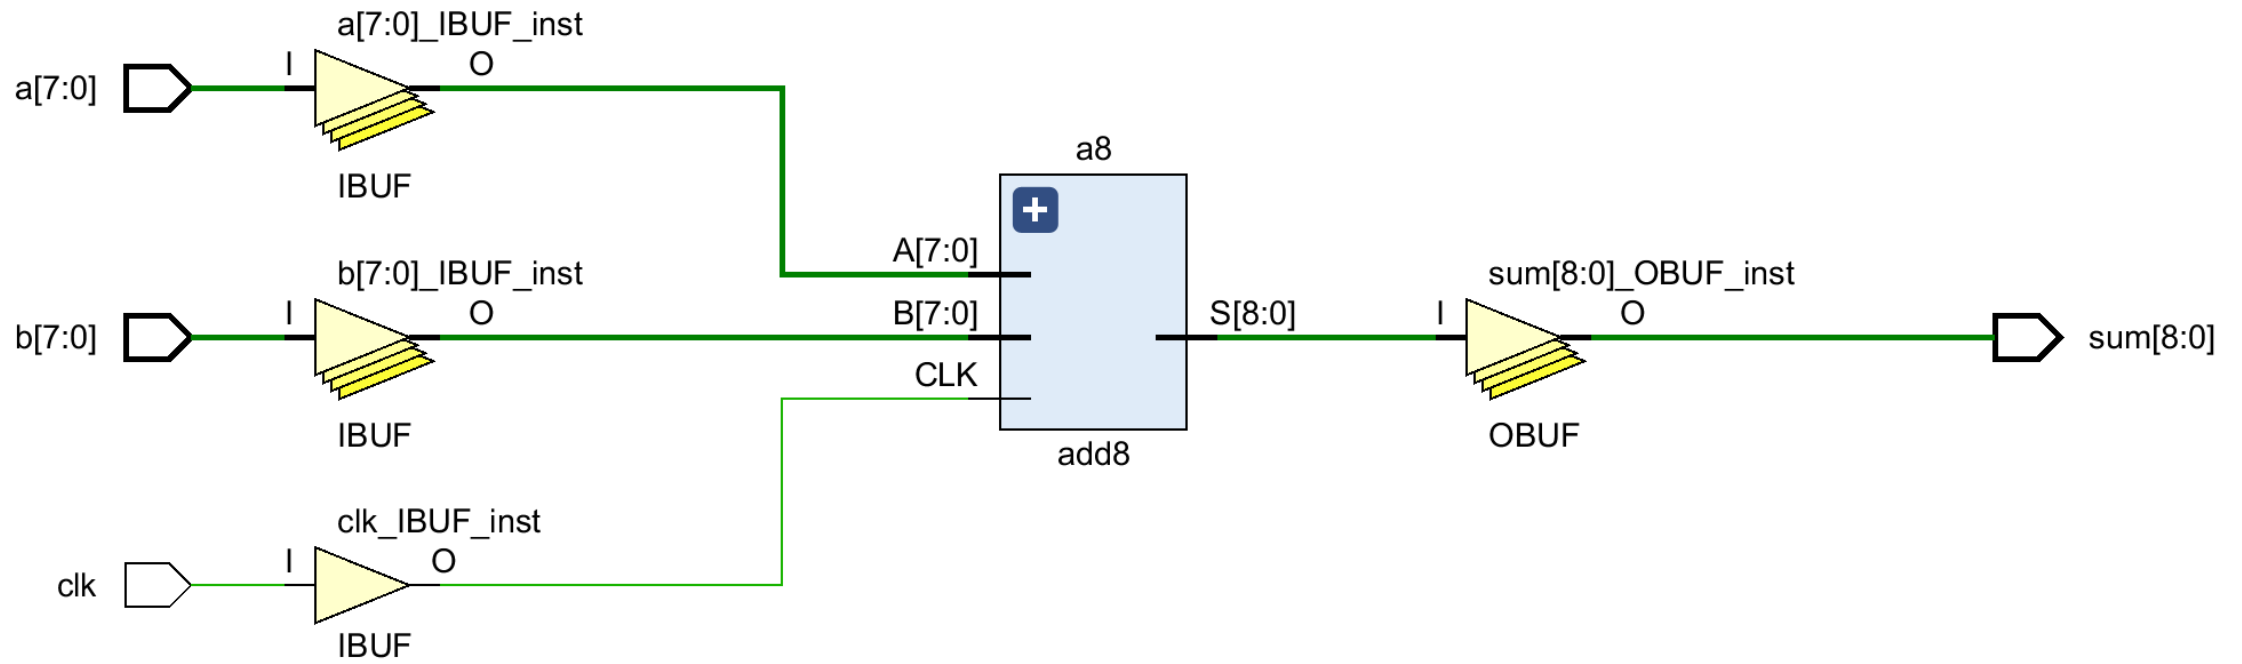 a[7:0]_IBUF_inst
I
O
a[7:0]
IBUF
a8
A[7:0]
b[7:0]_IBUF_inst
I
O
b[7:0]
IBUF
B[7:0]
CLK
S[8:0]
add8
sum[8:0]_OBUF_inst
I
O
sum[8:0]
OBUF
clk_IBUF_inst
I
O
clk
IBUF